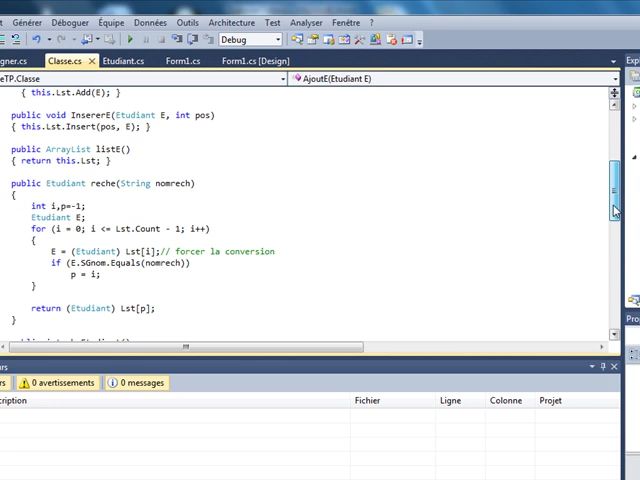 Générer Déboguer Équipe Données Outils Architecture Test Analyser Fenêtre ?
Debug
Classe.cs Etudiant.cs Form1.cs Form1.cs [Design]
AjoutE(Etudiant E)
{ this.Lst.Add(E); }
public void InsererE(Etudiant E, int pos)
{ this.Lst.Insert(pos, E); }
public ArrayList listE()
{ return this.Lst; }
public Etudiant reche(String nomrech)
{
int i,p=-1;
Etudiant E;
for (i = 0; i <= Lst.Count - 1; i++)
{
E = (Etudiant) Lst[i];// forcer la conversion
if (E.SGnom.Equals(nomrech))
p = i;
}
return (Etudiant) Lst[p];
}
0 avertissements 0 messages
Fichier Ligne Colonne Projet